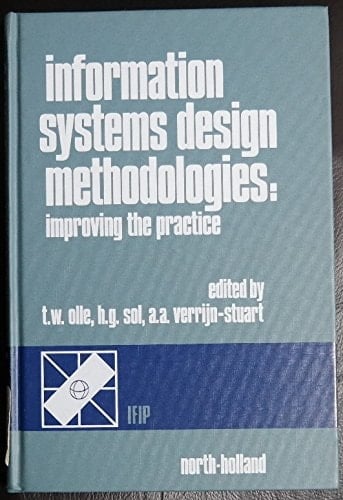 information
systems design
methodologies:
improving the practice
edited by
t.w. olle, h.g. sol, a.a. verrijn-stuart
IFIP
north-holland